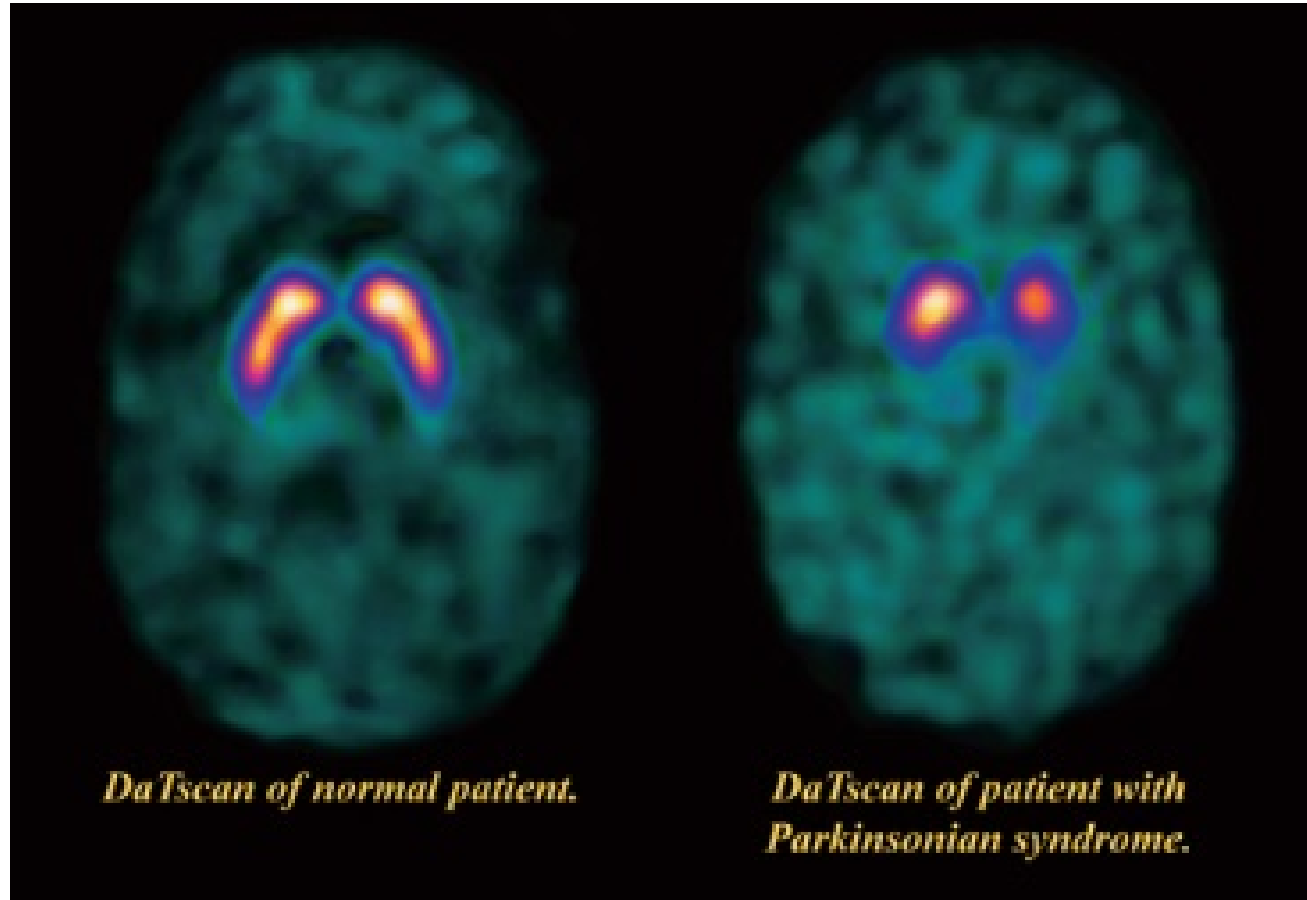 DaTscan of normal patient.
DaTscan of patient with
Parkinsonian syndrome.